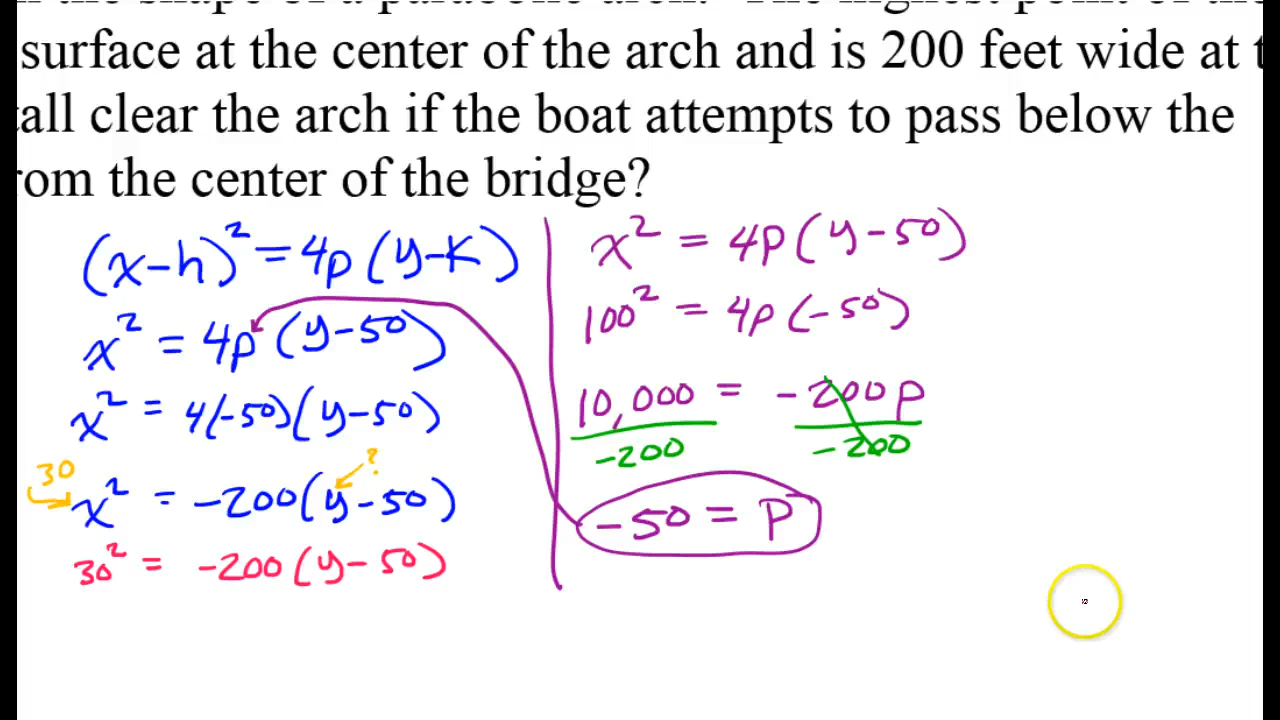 surface at the center of the arch and is 200 feet wide at
tall clear the arch if the boat attempts to pass below the
rom the center of the bridge?
(x-h)² = 4p(y-k)
x² = 4p(y-50)
x² = 4(-50)(y-50)
30
?
x² = -200(y-50)
30² = -200(y-50)
x² = 4p(y-50)
100² = 4p(-50)
10,000 = -200p
-200 -200
-50 = P